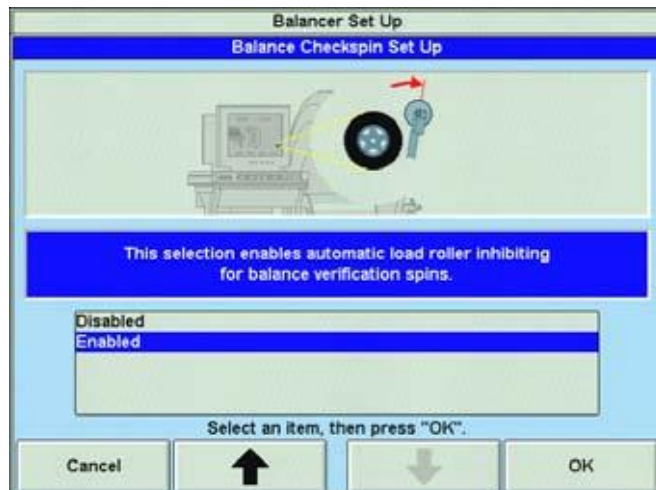 Balancer Set Up
Balance Checkspin Set Up
This selection enables automatic load roller inhibiting
for balance verification spins.
Disabled
Enabled
Select an item, then press "OK".
Cancel
OK